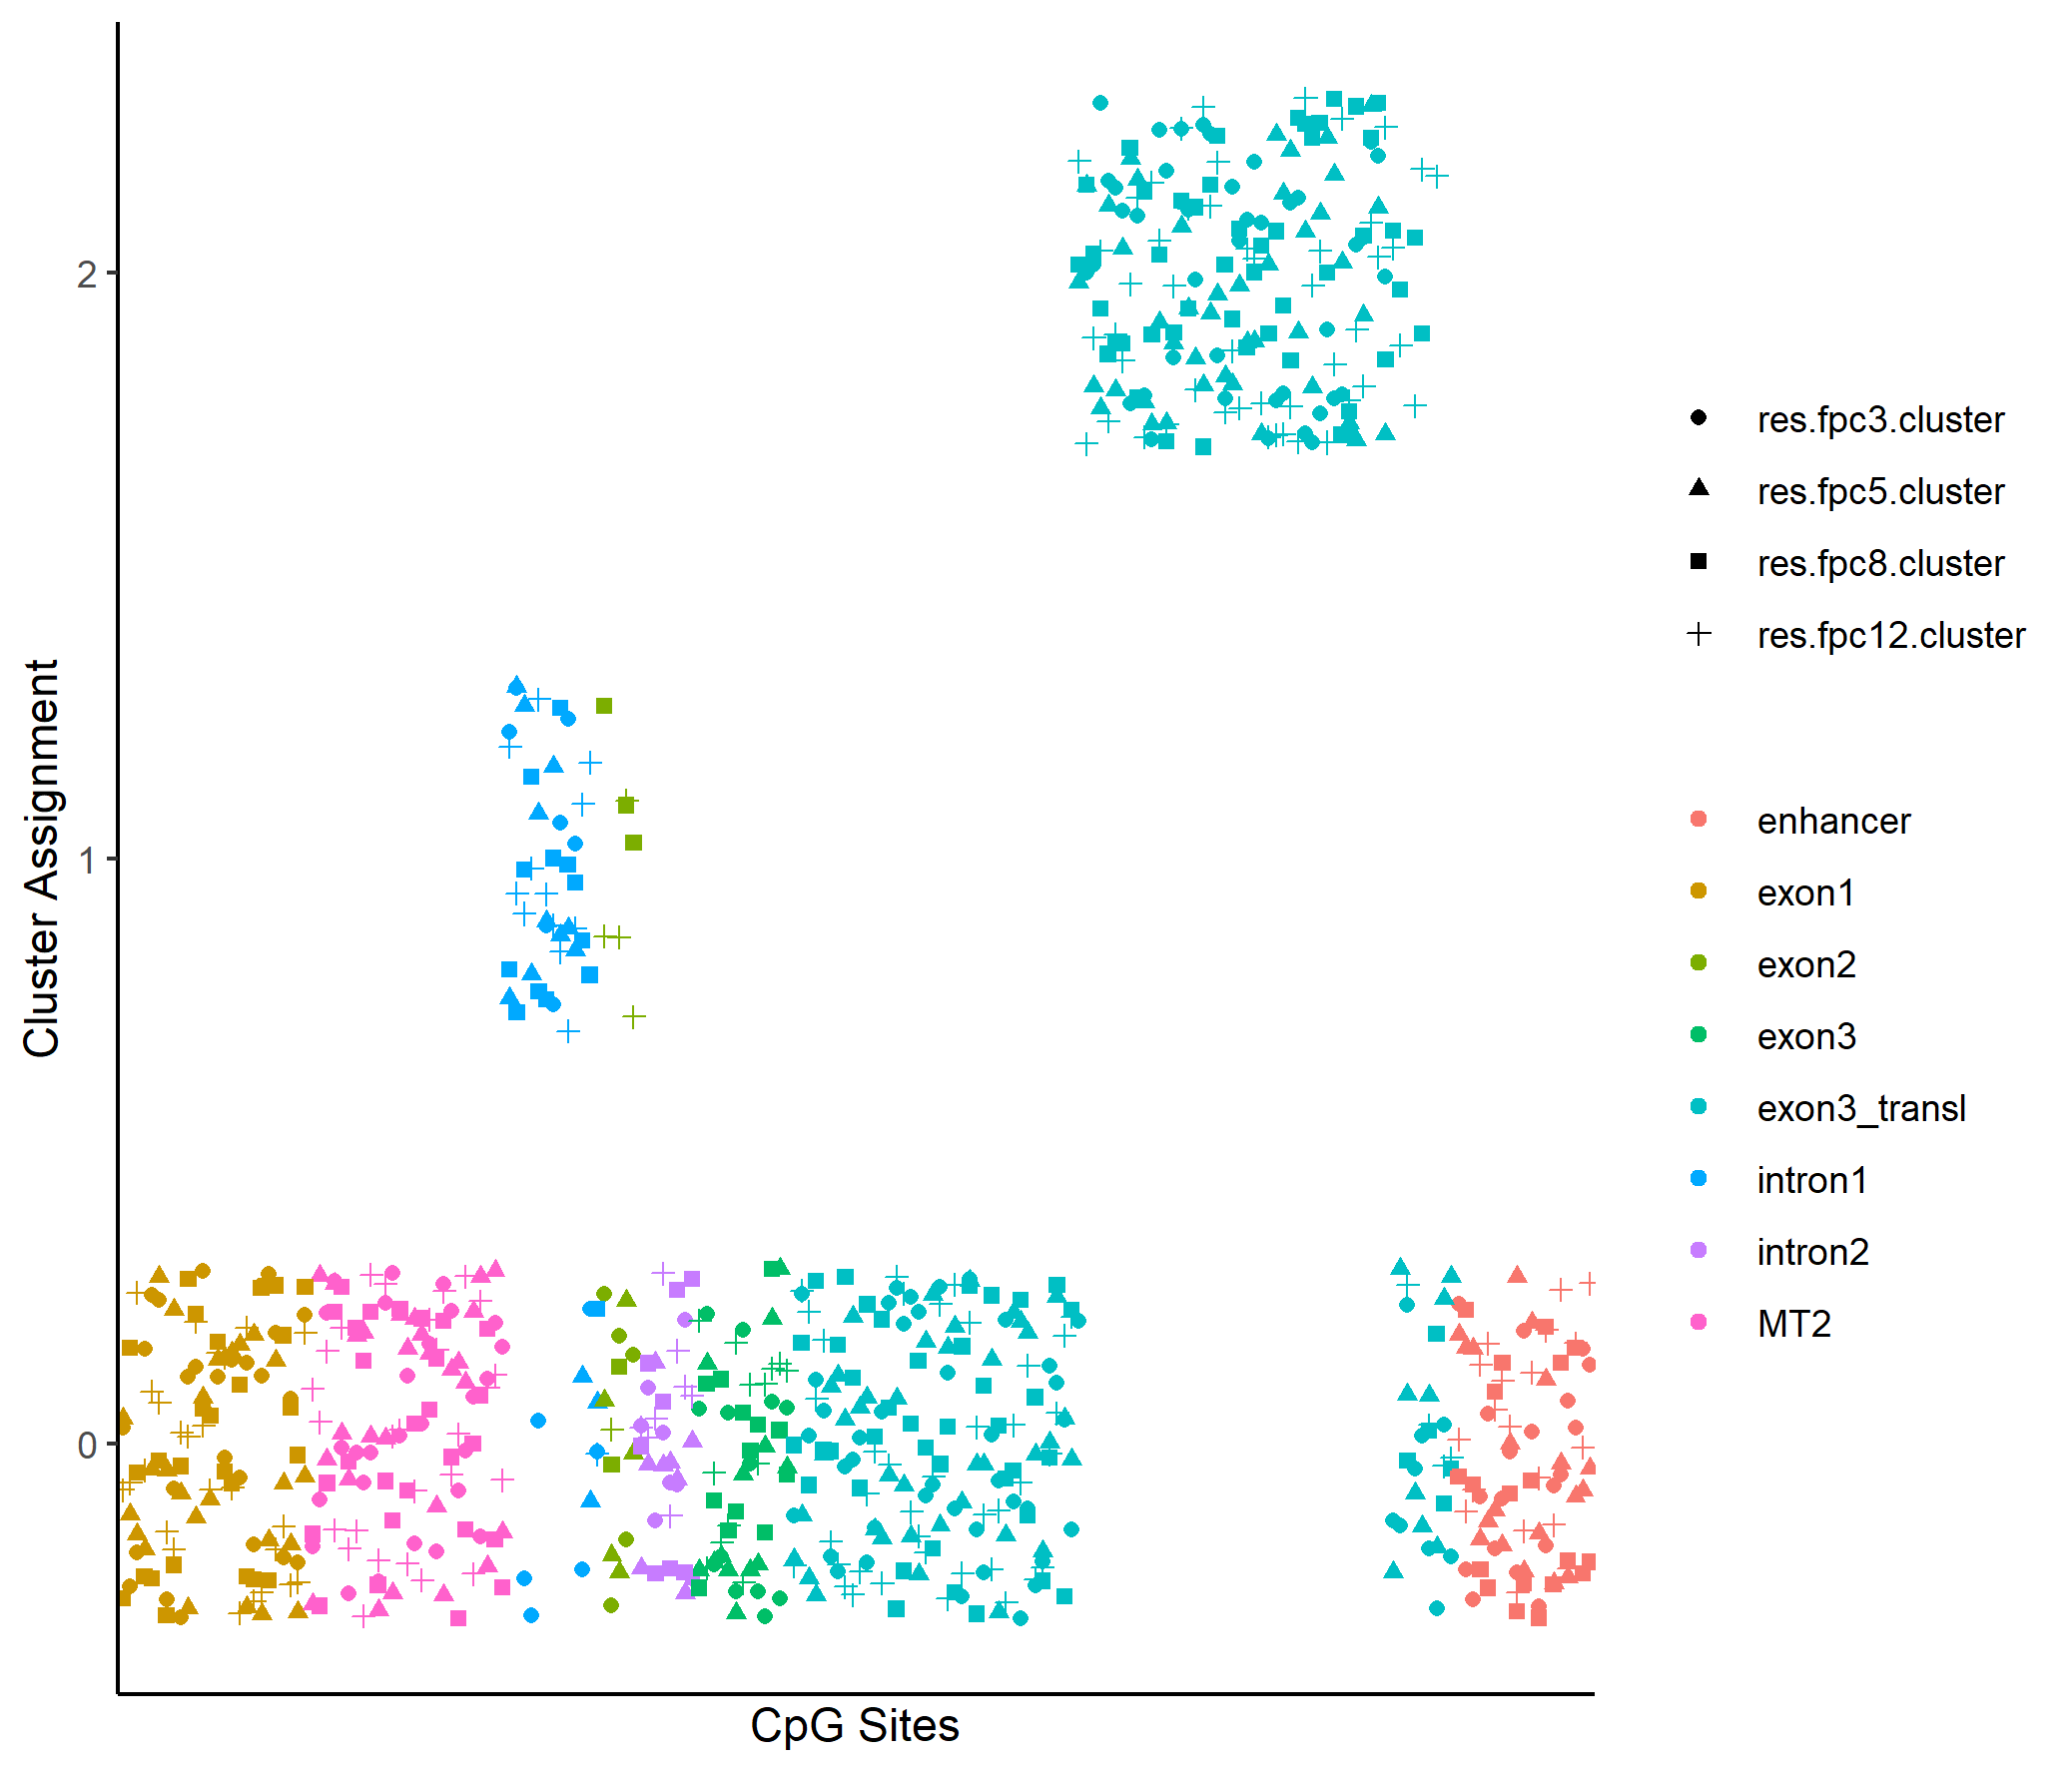 Cluster Assignment
2
1
0
CpG Sites
res.fpc3.cluster
res.fpc5.cluster
res.fpc8.cluster
res.fpc12.cluster
enhancer
exon1
exon2
exon3
exon3_transl
intron1
intron2
MT2